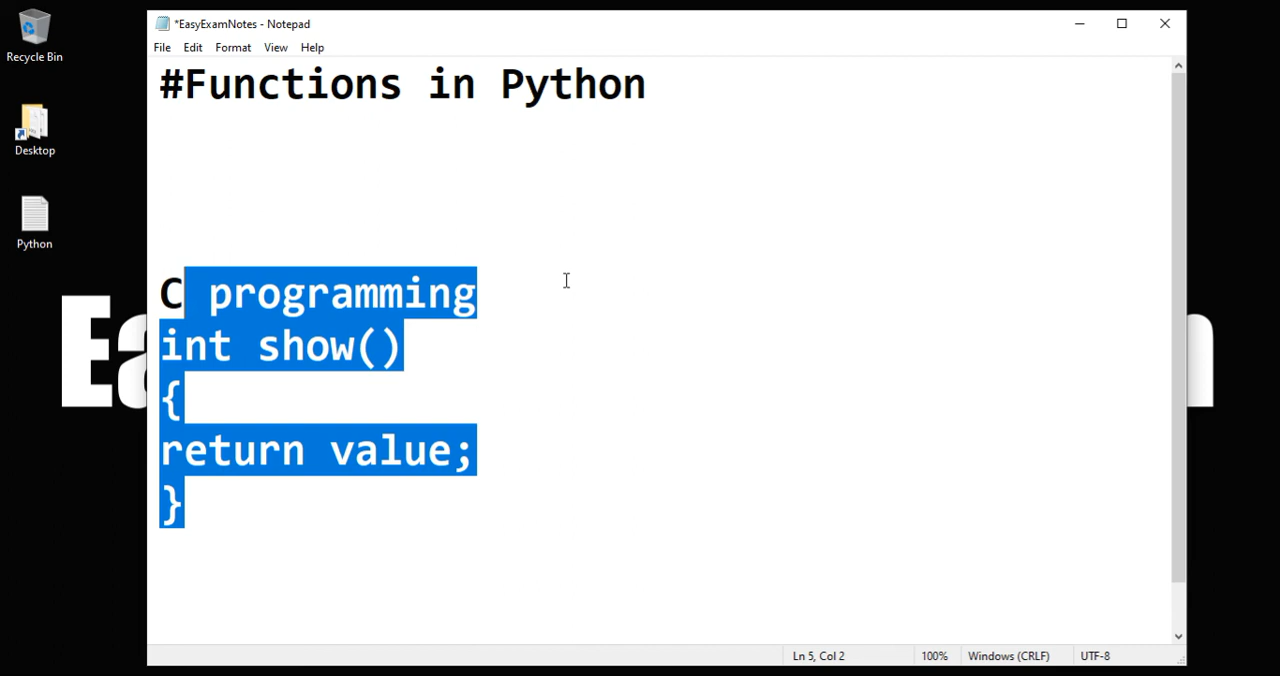 *EasyExamNotes - Notepad
File Edit Format View Help
Recycle Bin
Desktop
Python
#Functions in Python
C programming
int show()
{
return value;
}
Ln 5, Col 2 100% Windows (CRLF) UTF-8